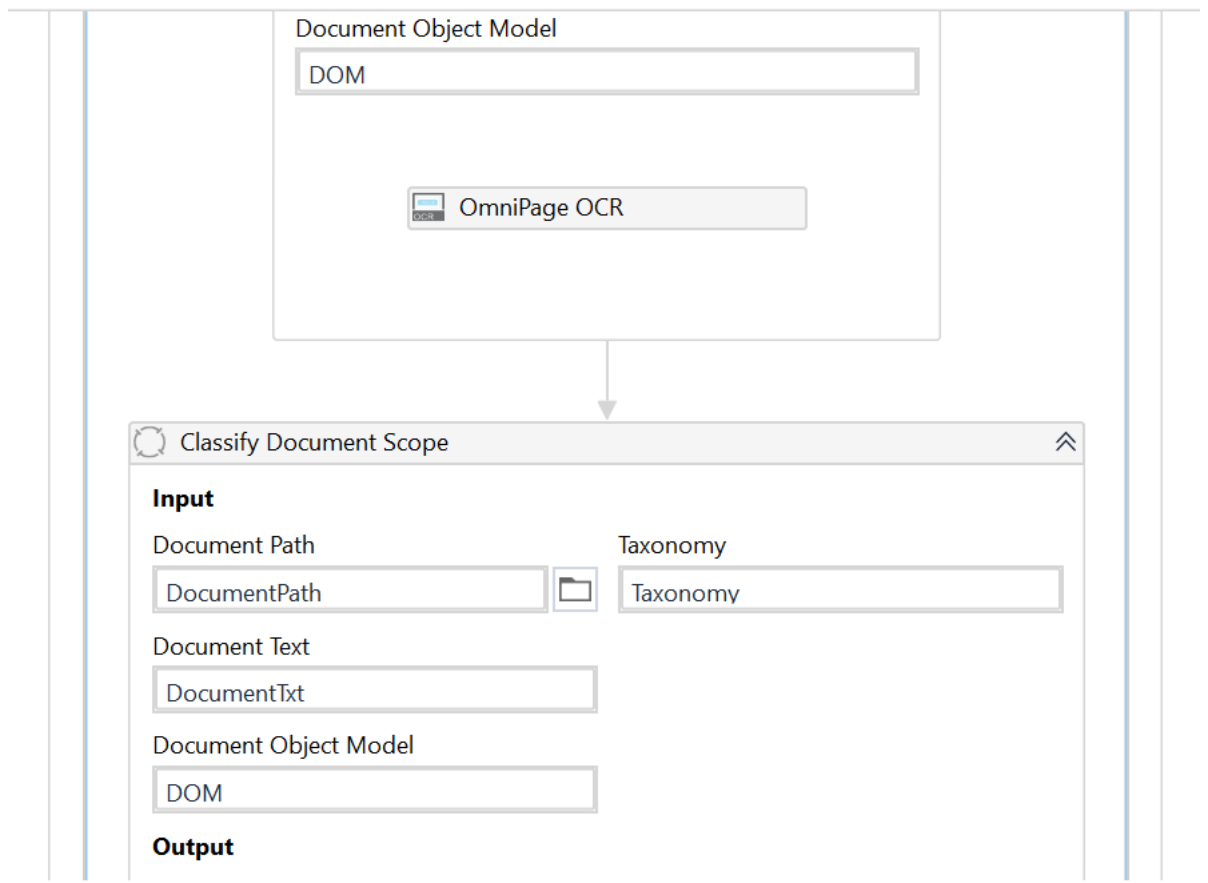 Document Object Model
DOM
OCR
OmniPage OCR
Classify Document Scope
Input
Document Path
Taxonomy
DocumentPath
Taxonomy
Document Text
DocumentTxt
Document Object Model
DOM
Output